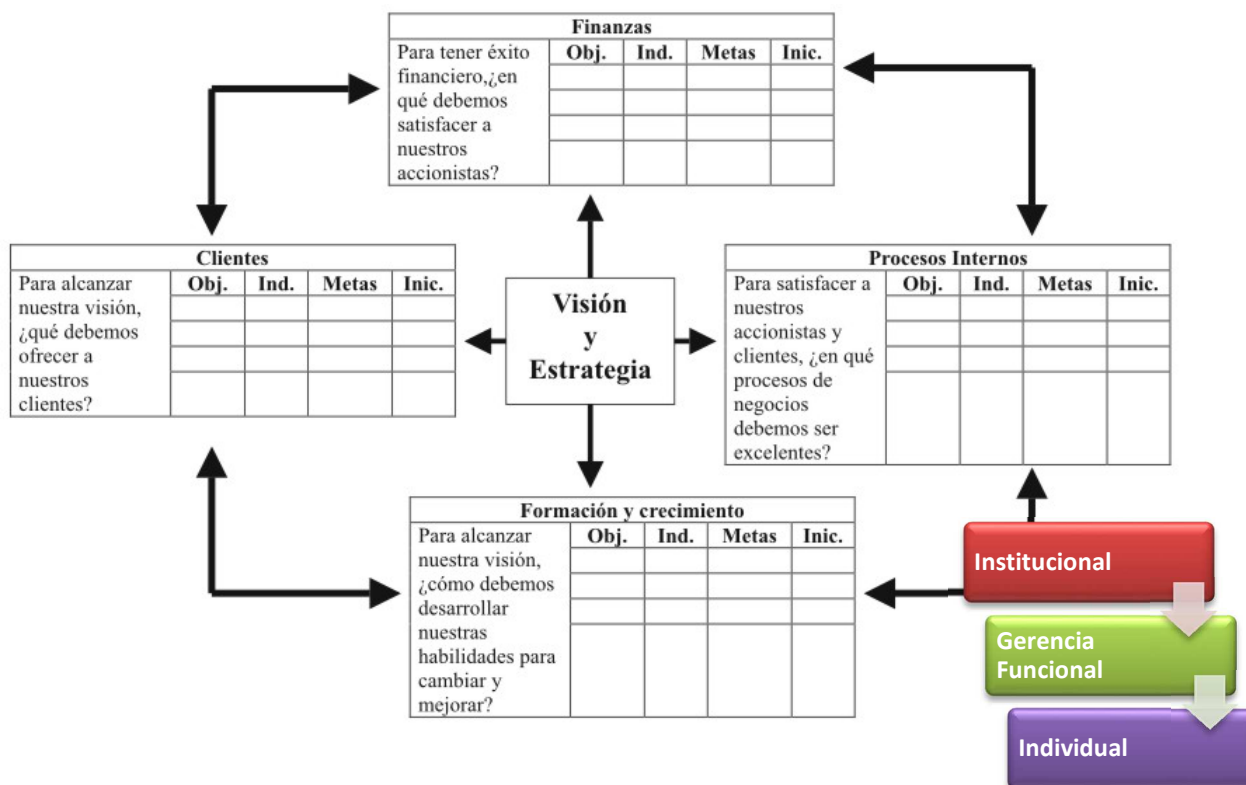 Finanzas
Para tener éxito
financiero,¿en
qué debemos
satisfacer a
nuestros
accionistas?
Obj. Ind. Metas Inic.
Clientes
Para alcanzar
nuestra visión,
¿qué debemos
ofrecer a
nuestros
clientes?
Obj. Ind. Metas Inic.
Visión
y
Estrategia
Procesos Internos
Para satisfacer a
nuestros
accionistas y
clientes, ¿en qué
procesos de
negocios
debemos ser
excelentes?
Obj. Ind. Metas Inic.
Formación y crecimiento
Para alcanzar
nuestra visión,
¿cómo debemos
desarrollar
nuestras
habilidades para
cambiar y
mejorar?
Obj. Ind. Metas Inic.
Institucional
Gerencia
Funcional
Individual